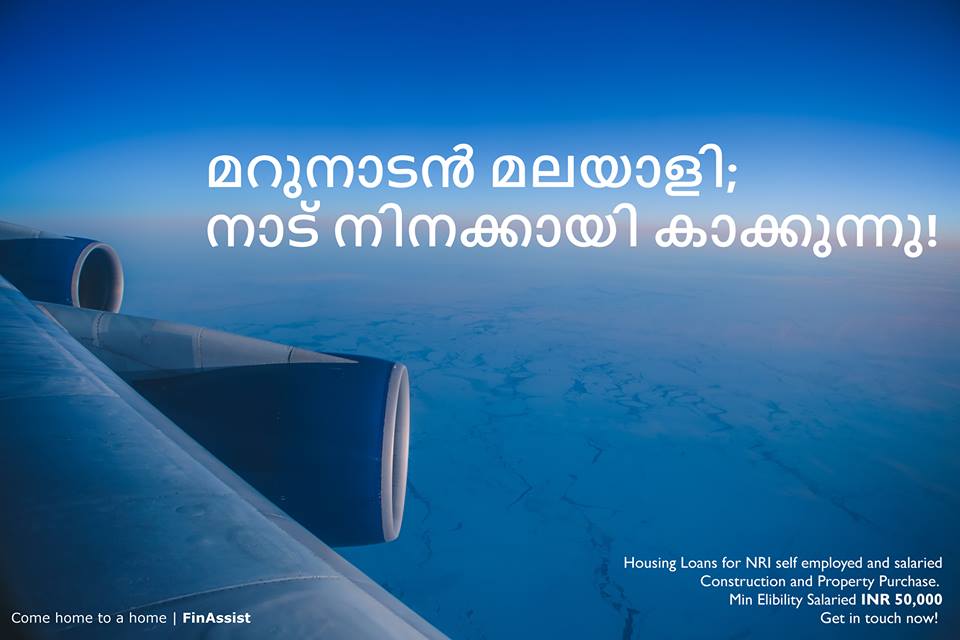 മറുനാടൻ മലയാളി;
നാട് നിനക്കായി കാക്കുന്നു!
Housing Loans for NRI self employed and salaried
Construction and Property Purchase.
Min Elibility Salaried INR 50,000
Get in touch now!
Come home to a home | FinAssist